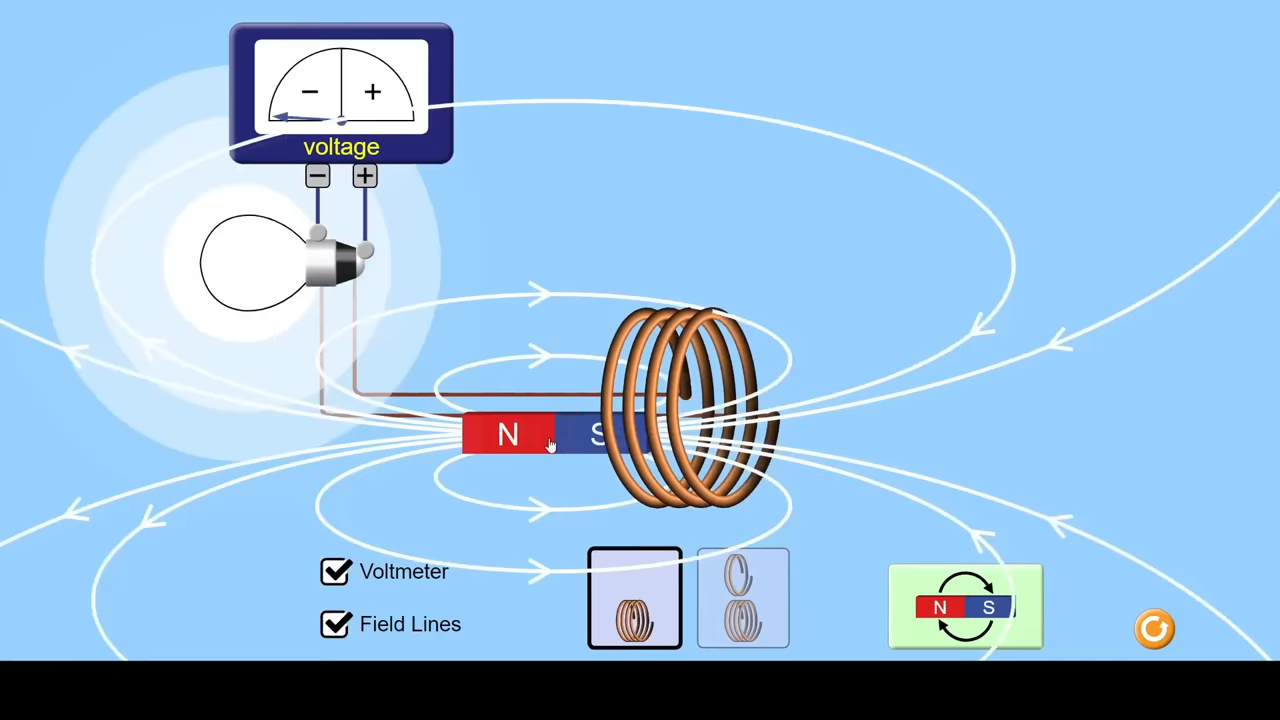 − +
voltage
− +
N S
Voltmeter
Field Lines
N S